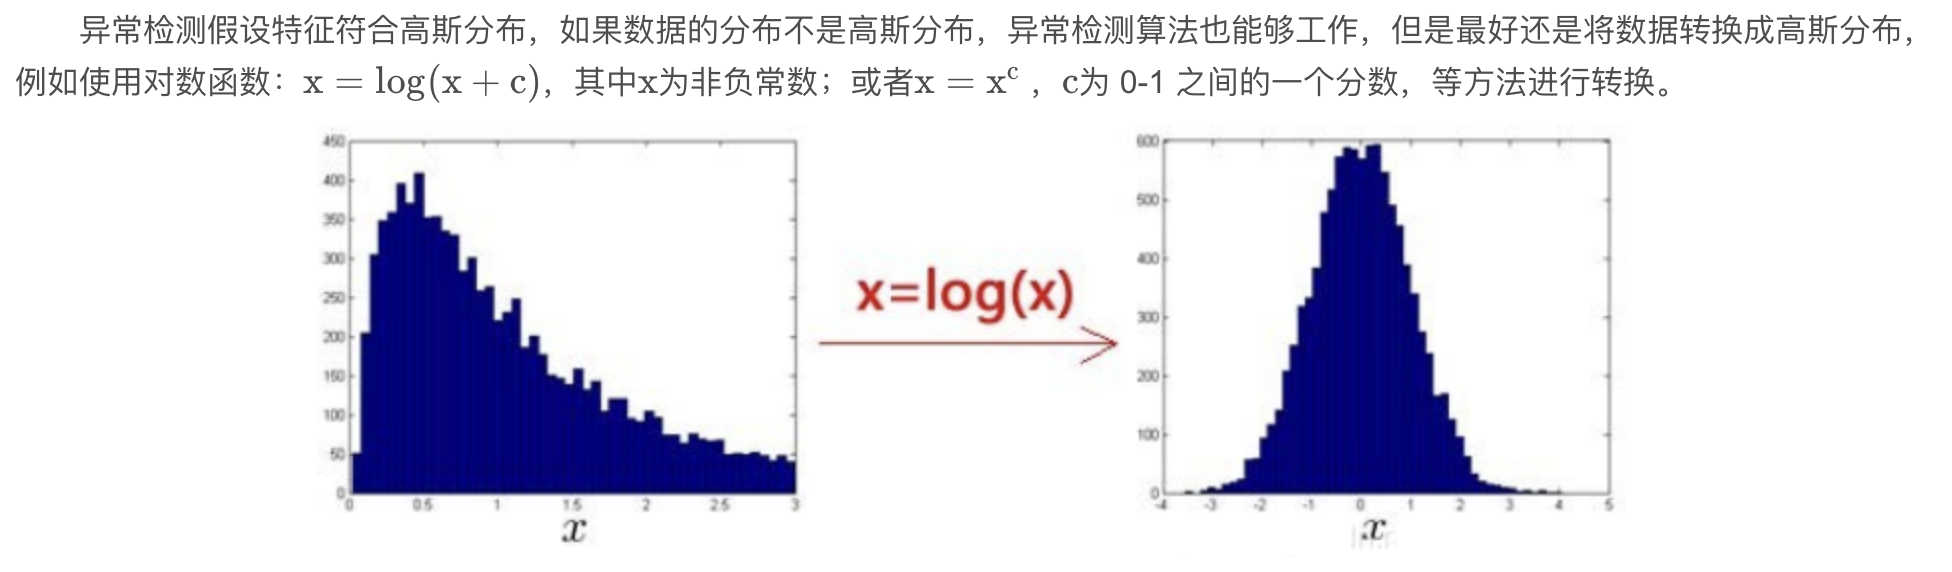 异常检测假设特征符合高斯分布，如果数据的分布不是高斯分布，异常检测算法也能够工作，但是最好还是将数据转换成高斯分布，
例如使用对数函数：x = log(x + c)，其中x为非负常数；或者x = x^c ，c为 0-1 之间的一个分数，等方法进行转换。
450
400
350
300
250
200
150
100
50
0
0 0.5 1 1.5 2 2.5 3
x
x=log(x)
600
500
400
300
200
100
0
-4 -3 -2 -1 0 1 2 3 4 5
x